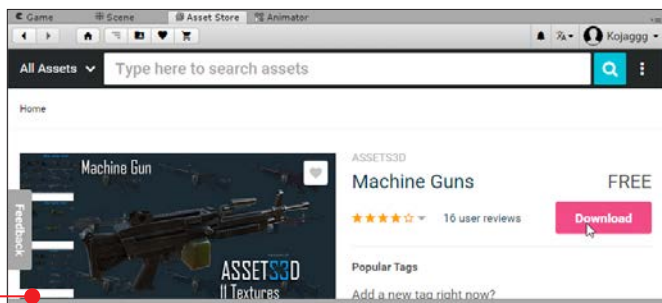 Game Scene Asset Store Animator
Kojaggg
All Assets Type here to search assets
Home
Machine Gun
ASSETS3D
11 Textures
Feedback
ASSETS3D
Machine Guns FREE
16 user reviews Download
Popular Tags
Add a new tag right now?